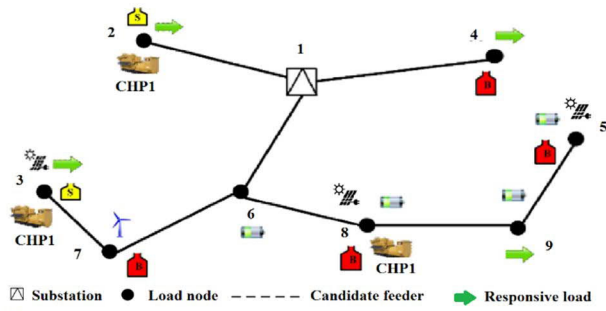 S
2
1
4
CHP1
B
5
B
3
S
CHP1
6
7
B
8
B
CHP1
9
Substation Load node Candidate feeder Responsive load